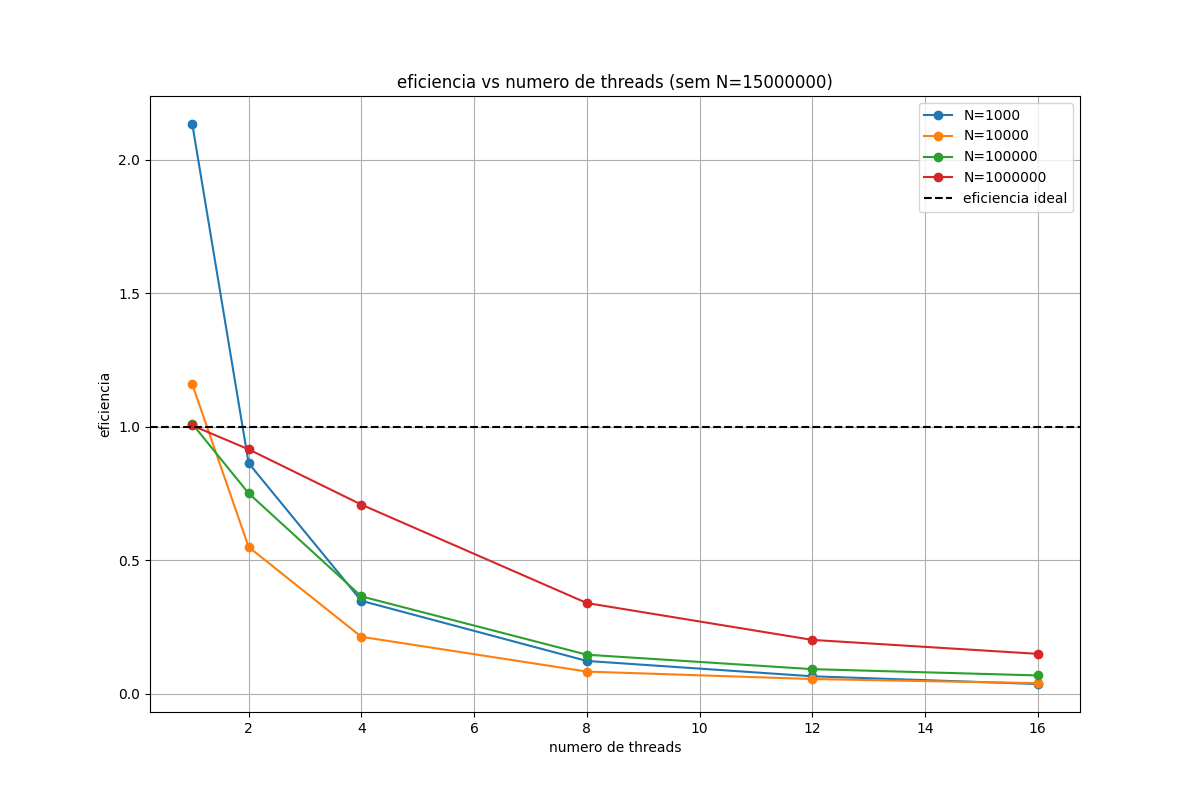 eficiencia vs numero de threads (sem N=15000000)
N=1000
N=10000
N=100000
N=1000000
eficiencia ideal
eficiencia
2.0
1.5
1.0
0.5
0.0
2 4 6 8 10 12 14 16
numero de threads